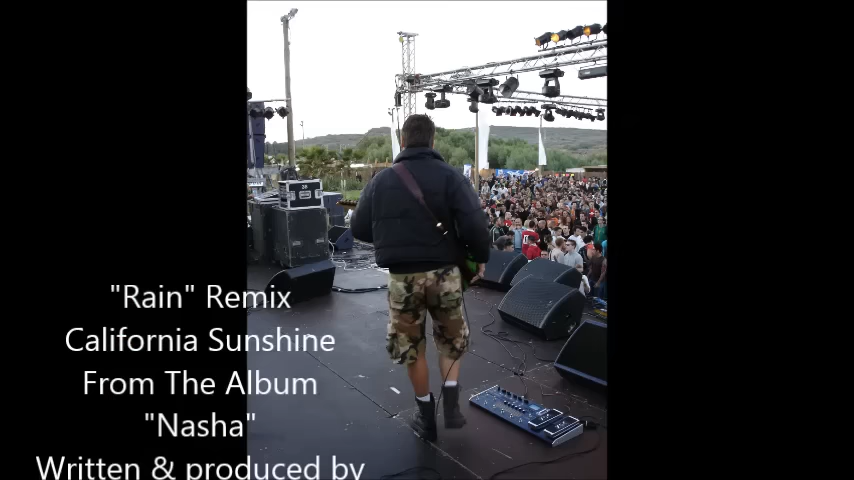 "Rain" Remix
California Sunshine
From The Album
"Nasha"
Written & produced by